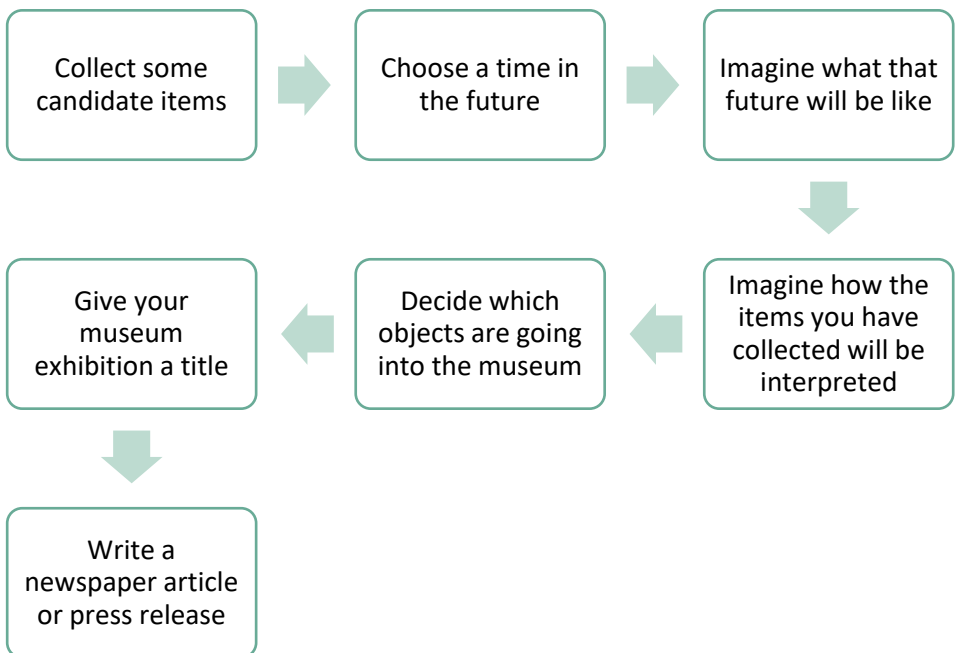 Collect some
candidate items
Choose a time in
the future
Imagine what that
future will be like
Imagine how the
items you have
collected will be
interpreted
Decide which
objects are going
into the museum
Give your
museum
exhibition a title
Write a
newspaper article
or press release